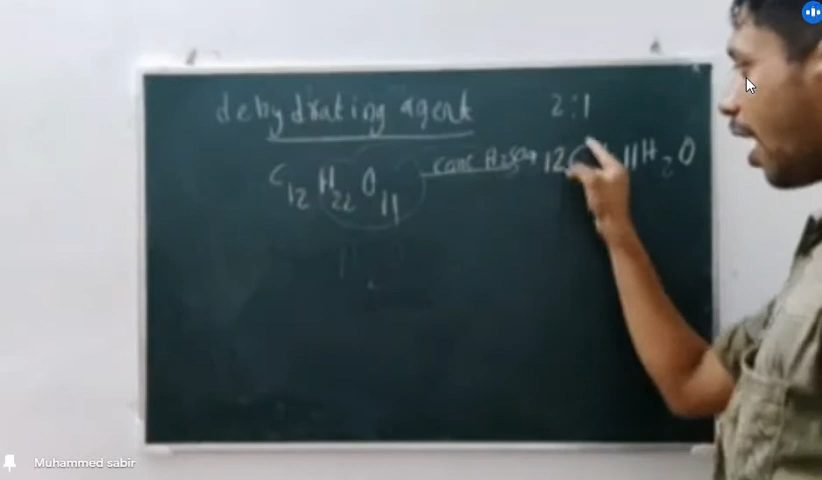 dehydrating agent 2:1
C12H22O11 conc H2SO4 12C 11H2O
Muhammed sabir